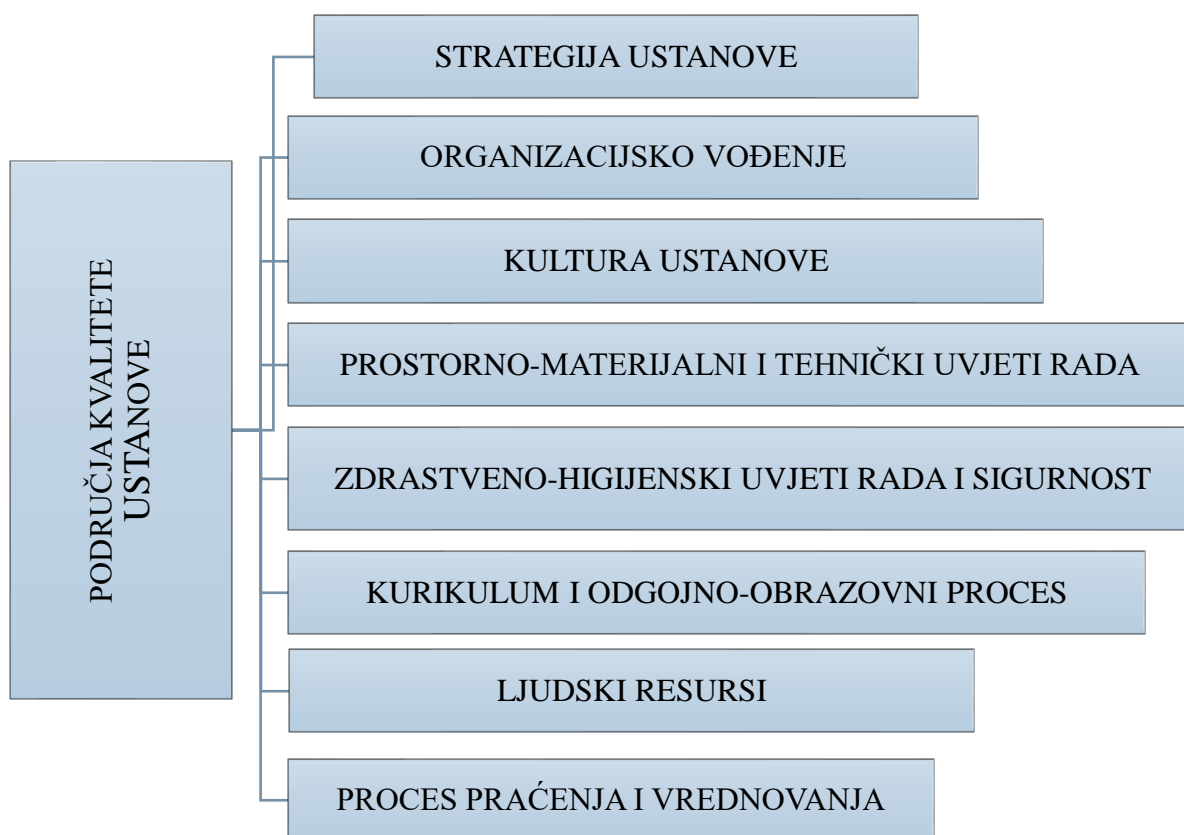 PODRUČJA KVALITETE
USTANOVE
STRATEGIJA USTANOVE
ORGANIZACIJSKO VOĐENJE
KULTURA USTANOVE
PROSTORNO-MATERIJALNI I TEHNIČKI UVJETI RADA
ZDRASTVENO-HIGIJENSKI UVJETI RADA I SIGURNOST
KURIKULUM I ODGOJNO-OBRAZOVNI PROCES
LJUDSKI RESURSI
PROCES PRAĆENJA I VREDNOVANJA